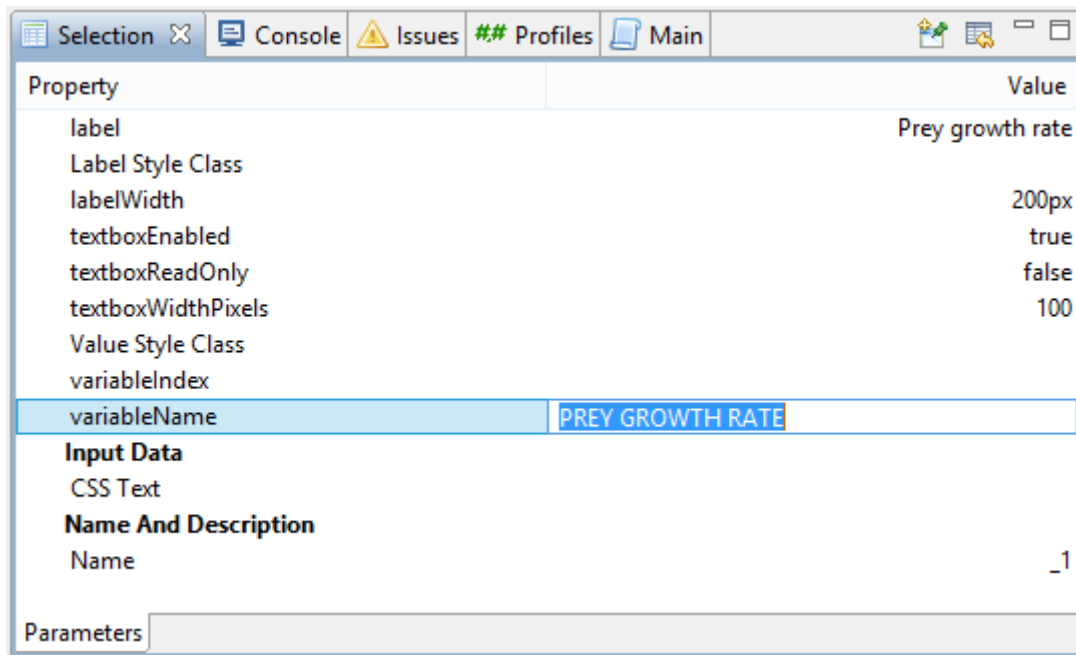 Selection Console Issues ## Profiles Main
Property Value
label Prey growth rate
Label Style Class
labelWidth 200px
textboxEnabled true
textboxReadOnly false
textboxWidthPixels 100
Value Style Class
variableIndex
variableName PREY GROWTH RATE
Input Data
CSS Text
Name And Description
Name _1
Parameters